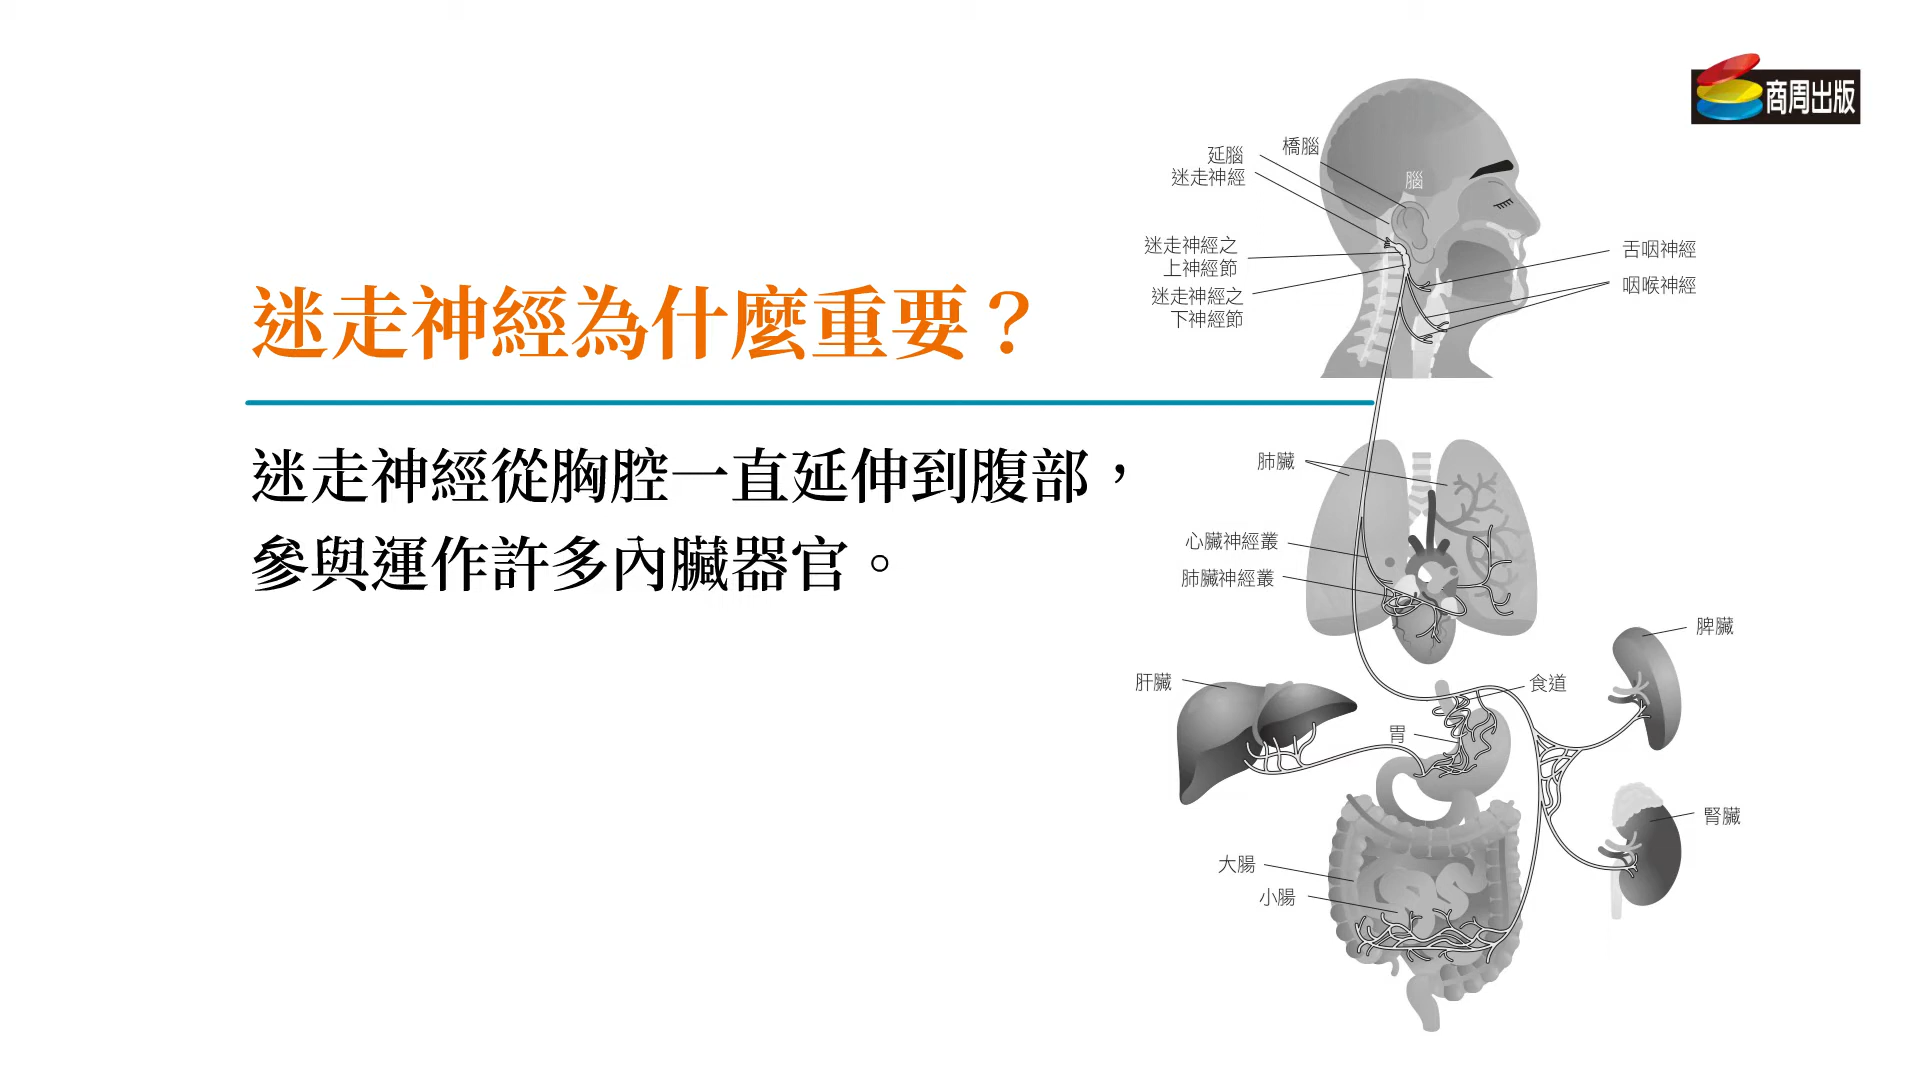 商周出版
迷走神經為什麼重要？
迷走神經從胸腔一直延伸到腹部，
參與運作許多內臟器官。
橋腦
延腦
迷走神經
腦
迷走神經之
上神經節
迷走神經之
下神經節
舌咽神經
咽喉神經
肺臟
心臟神經叢
肺臟神經叢
脾臟
肝臟
食道
胃
腎臟
大腸
小腸